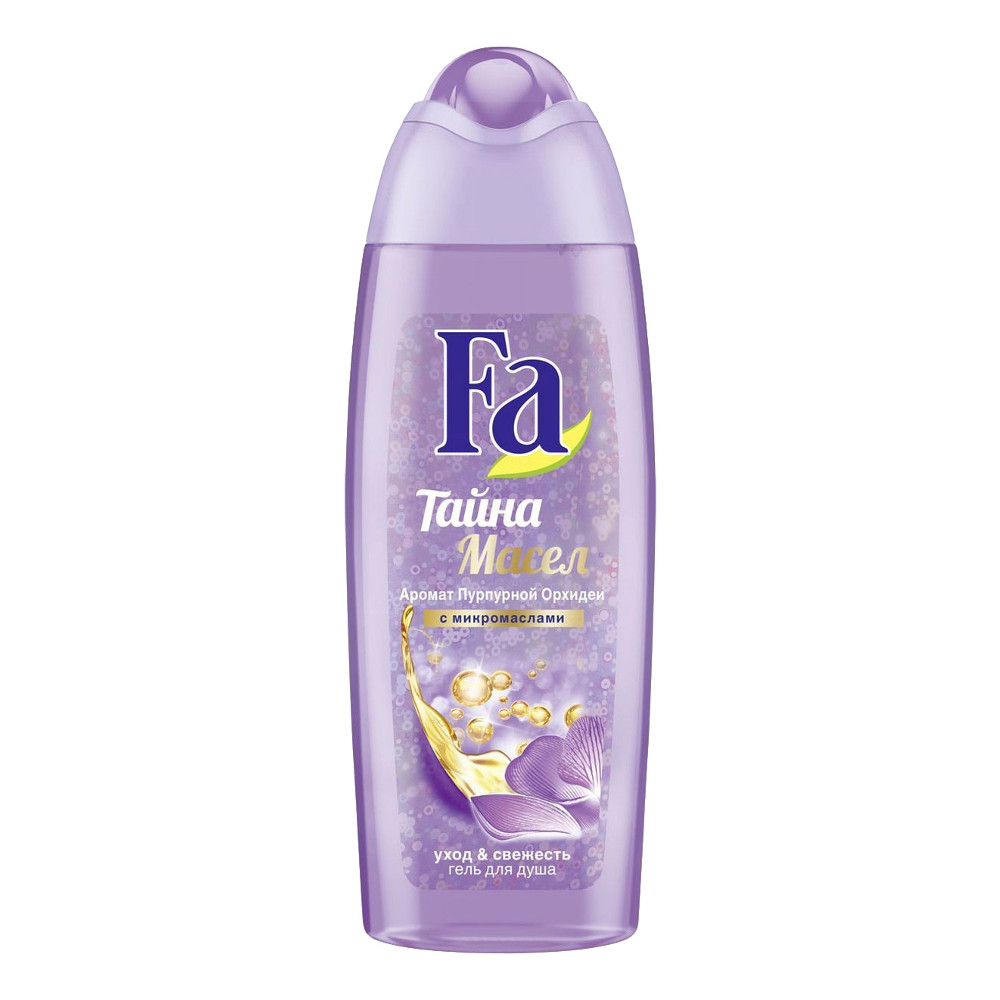 Fa
Тайна
Масел
Аромат Пурпурной Орхидеи
с микромаслами
уход & свежесть
гель для душа